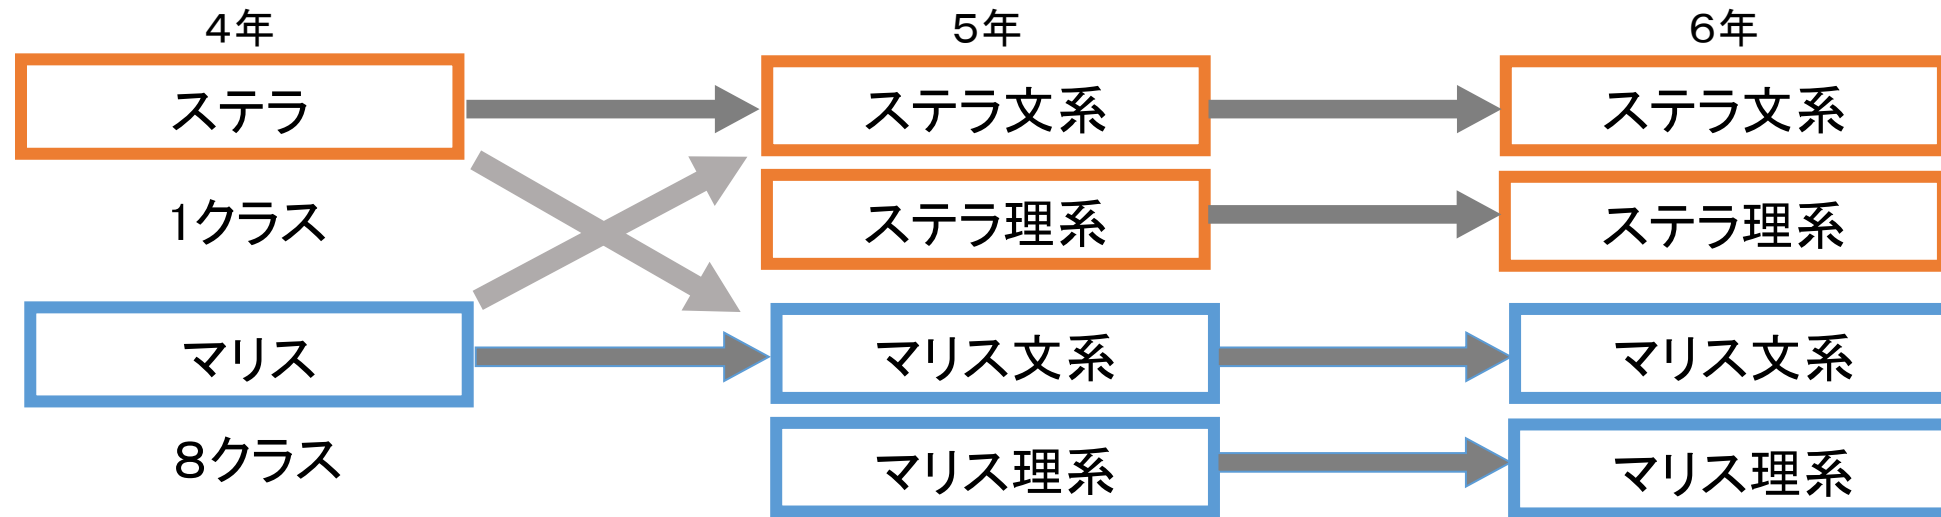 ４年 ５年 ６年
ステラ ステラ文系 ステラ文系
1クラス ステラ理系 ステラ理系
マリス マリス文系 マリス文系
８クラス マリス理系 マリス理系